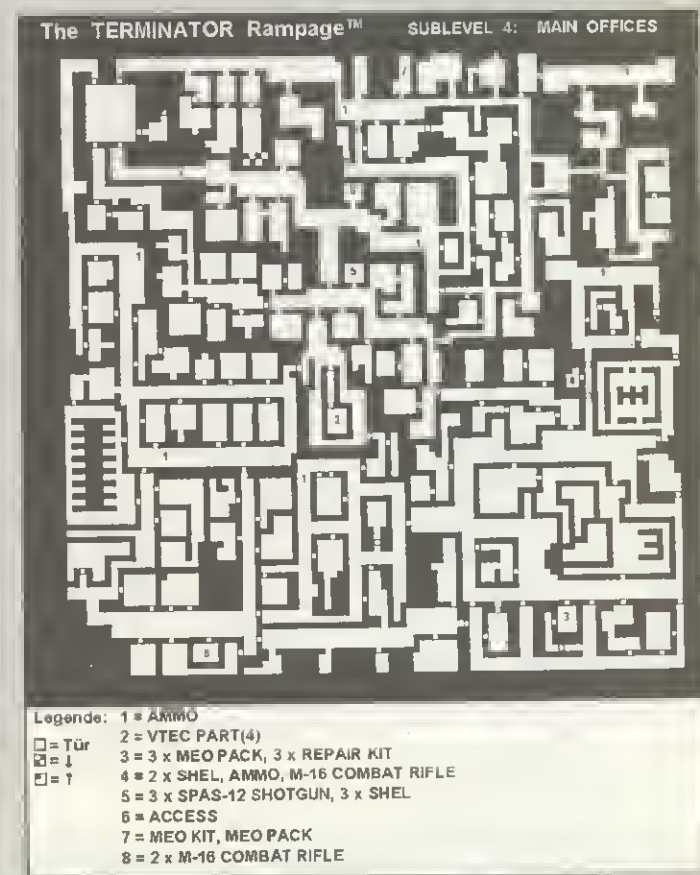 The TERMINATOR Rampage™ SUBLEVEL 4: MAIN OFFICES
Legende: 1 = AMMO
2 = VTEC PART(4)
3 = 3 x MEO PACK, 3 x REPAIR KIT
4 = 2 x SHEL, AMMO, M-16 COMBAT RIFLE
5 = 3 x SPAS-12 SHOTGUN, 3 x SHEL
6 = ACCESS
7 = MEO KIT, MEO PACK
8 = 2 x M-16 COMBAT RIFLE
= Tür
= ↓
= ↑